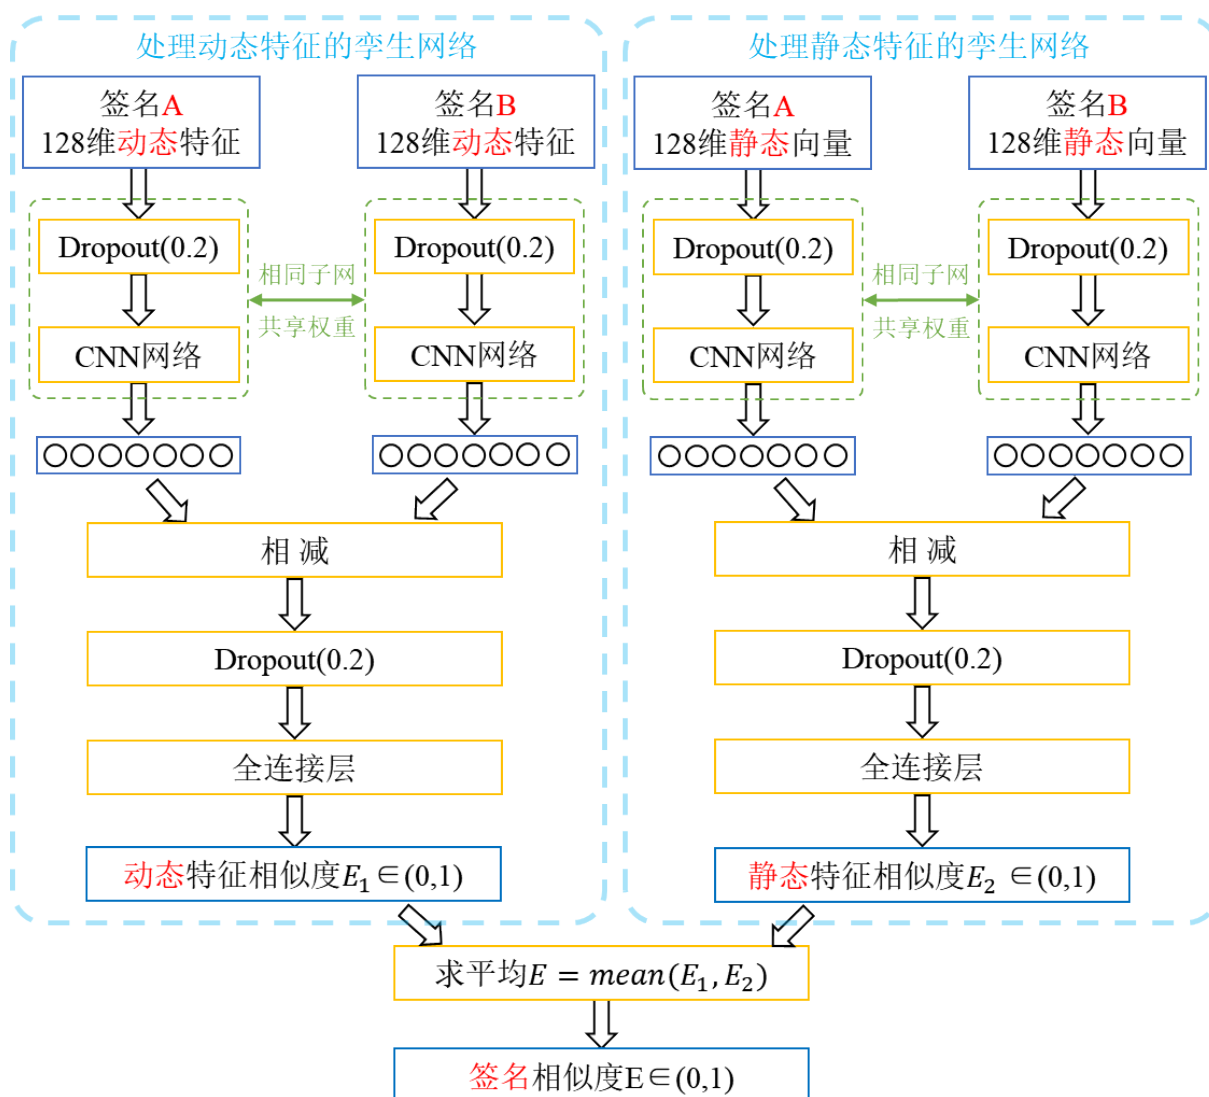 处理动态特征的孪生网络
签名A
128维动态特征
签名B
128维动态特征
Dropout(0.2)
CNN网络
相同子网
共享权重
Dropout(0.2)
CNN网络
相 减
Dropout(0.2)
全连接层
动态特征相似度E₁∈(0,1)
处理静态特征的孪生网络
签名A
128维静态向量
签名B
128维静态向量
Dropout(0.2)
CNN网络
相同子网
共享权重
Dropout(0.2)
CNN网络
相 减
Dropout(0.2)
全连接层
静态特征相似度E₂ ∈(0,1)
求平均E = mean(E₁, E₂)
签名相似度E∈(0,1)